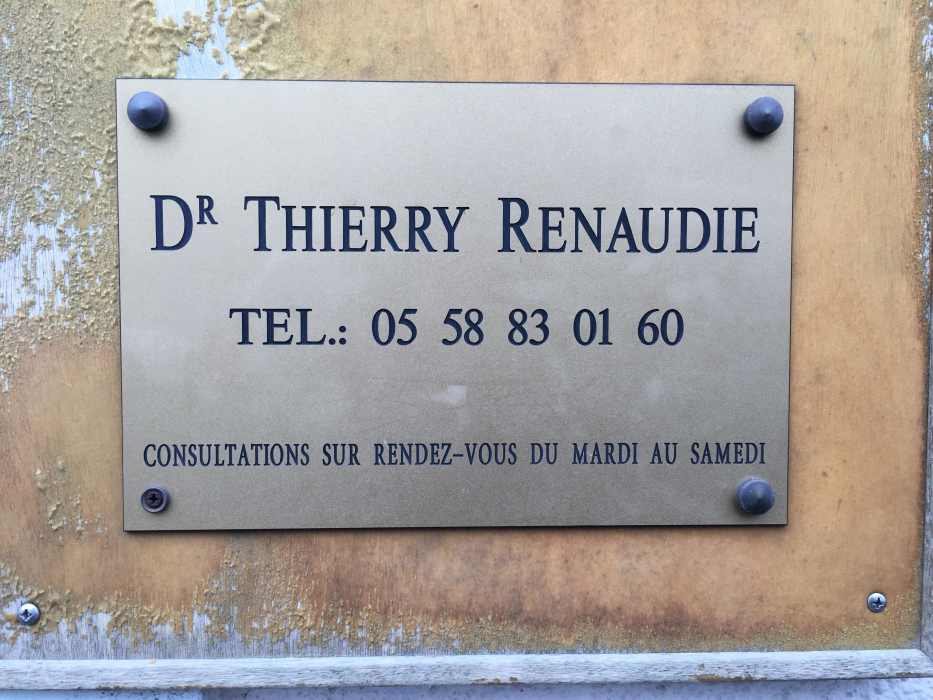 Dr THIERRY RENAUDIE
TEL.: 05 58 83 01 60
CONSULTATIONS SUR RENDEZ-VOUS DU MARDI AU SAMEDI